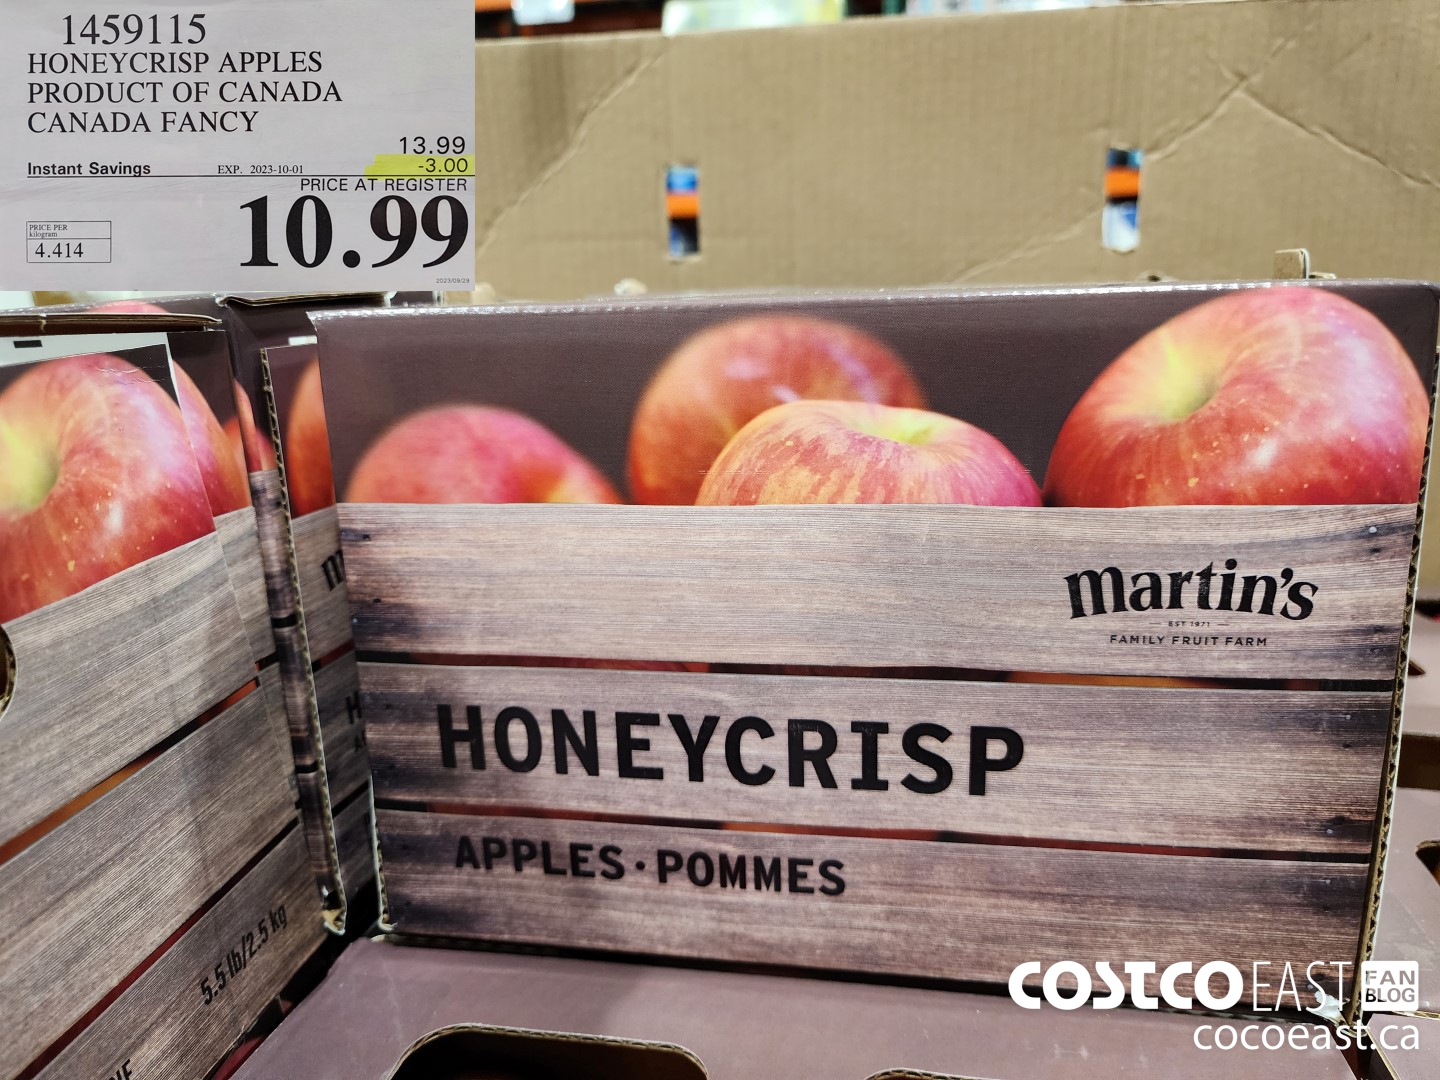 1459115
HONEYCRISP APPLES
PRODUCT OF CANADA
CANADA FANCY
13.99
Instant Savings EXP. 2023-10-01 -3.00
PRICE AT REGISTER
10.99
PRICE PER
kilogram
4.414
2023/09/29
martin's
EST 1971
FAMILY FRUIT FARM
HONEYCRISP
APPLES · POMMES
5.5 lb/2.5 kg
COSTCO EAST FAN BLOG
cocoeast.ca